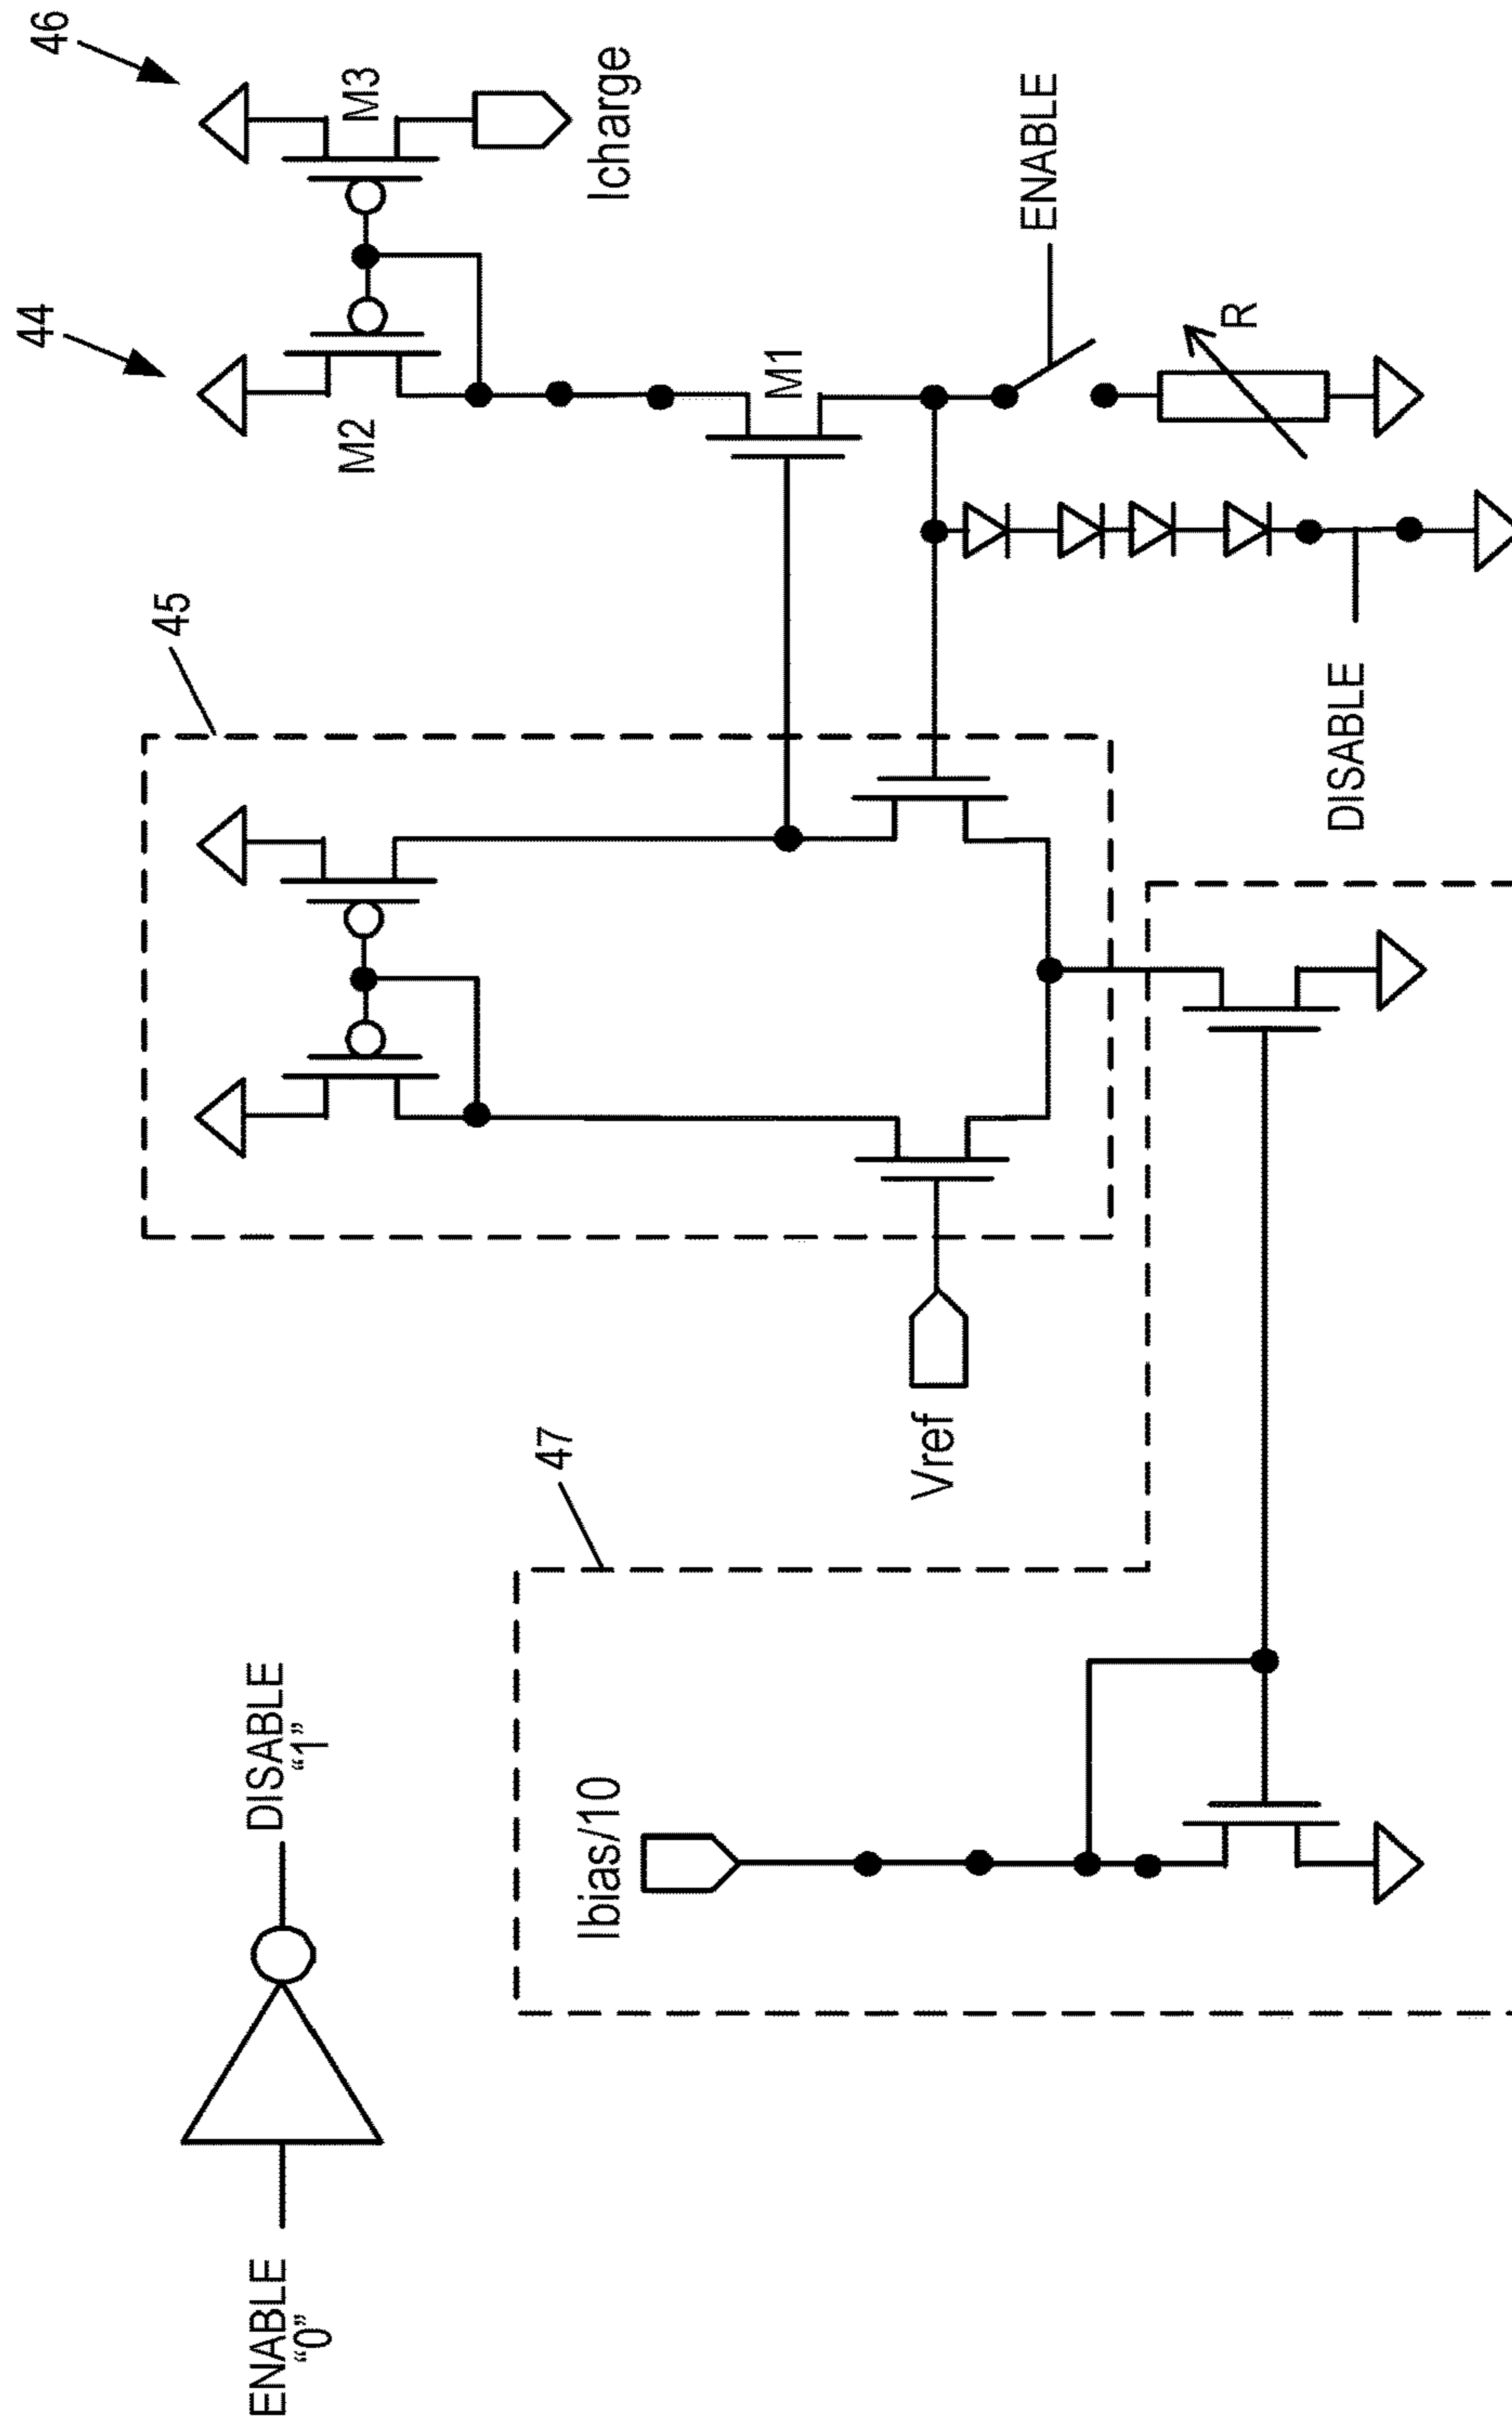 ENABLE
“0”
DISABLE
“1”
44
46
M2
M3
Icharge
45
M1
ENABLE
R
DISABLE
Vref
47
Ibias/10